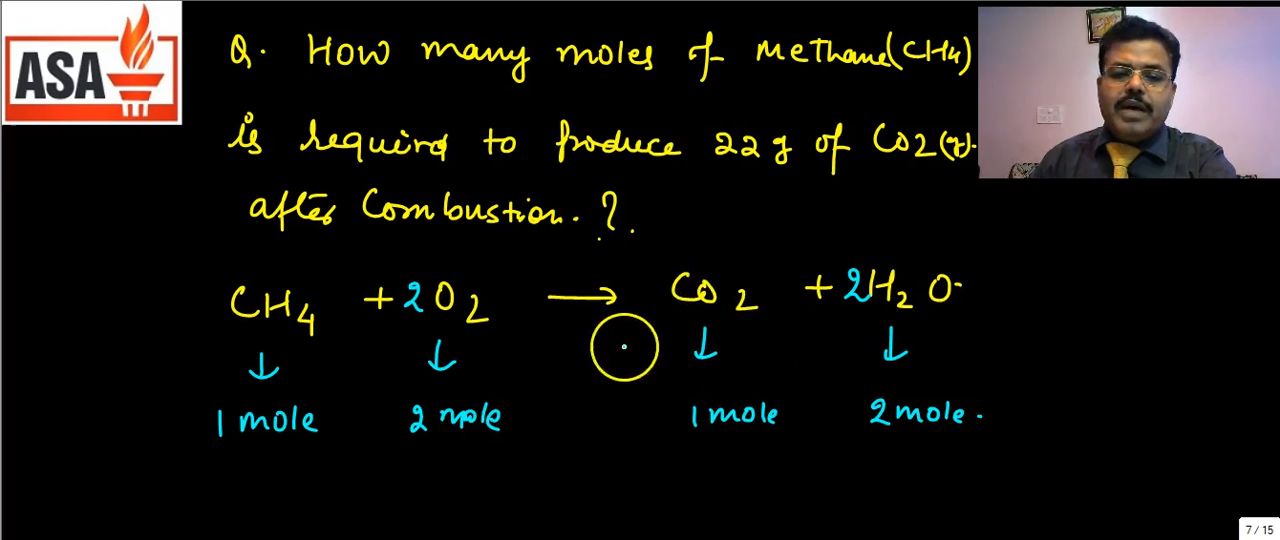 ASA
Q. How many moles of Methane (CH4)
is required to produce 22 g of CO2 (g).
after Combustion. ?
CH4 + 2O2 → CO2 + 2H2O.
↓ ↓ ↓ ↓
1 mole 2 mole 1 mole 2 mole.
7 / 15